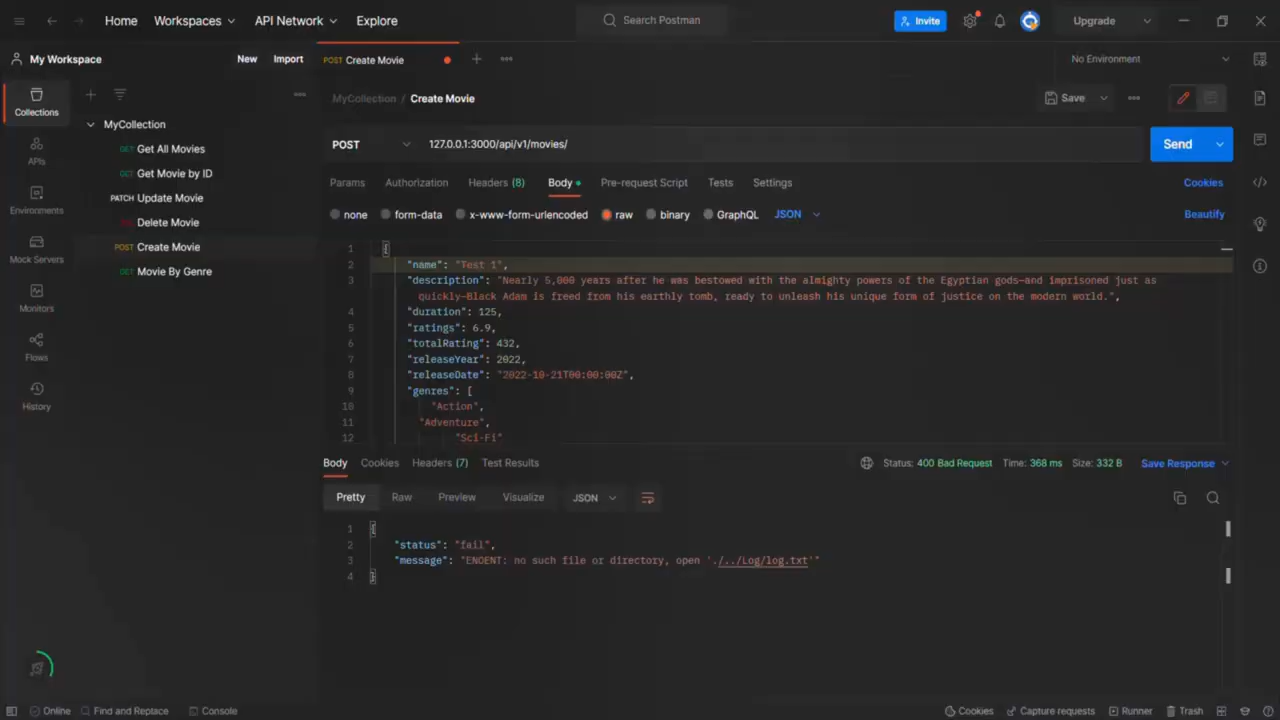 Home Workspaces API Network Explore Search Postman Invite Upgrade
My Workspace New Import POST Create Movie No Environment
Collections
APIs
Environments
Mock Servers
Monitors
Flows
History
MyCollection
GET Get All Movies
GET Get Movie by ID
PATCH Update Movie
Delete Movie
POST Create Movie
GET Movie By Genre
MyCollection / Create Movie Save
POST 127.0.0.1:3000/api/v1/movies/ Send
Params Authorization Headers (8) Body Pre-request Script Tests Settings Cookies
none form-data x-www-form-urlencoded raw binary GraphQL JSON Beautify
1 {
2 "name": "Test 1",
3 "description": "Nearly 5,000 years after he was bestowed with the almighty powers of the Egyptian gods—and imprisoned just as
quickly—Black Adam is freed from his earthly tomb, ready to unleash his unique form of justice on the modern world.",
4 "duration": 125,
5 "ratings": 6.9,
6 "totalRating": 432,
7 "releaseYear": 2022,
8 "releaseDate": "2022-10-21T00:00:00Z",
9 "genres": [
10 "Action",
11 "Adventure",
12 "Sci-Fi"
Body Cookies Headers (7) Test Results Status: 400 Bad Request Time: 368 ms Size: 332 B Save Response
Pretty Raw Preview Visualize JSON
1 {
2 "status": "fail",
3 "message": "ENOENT: no such file or directory, open './../Log/log.txt'"
4 }
Online Find and Replace Console Cookies Capture requests Runner Trash